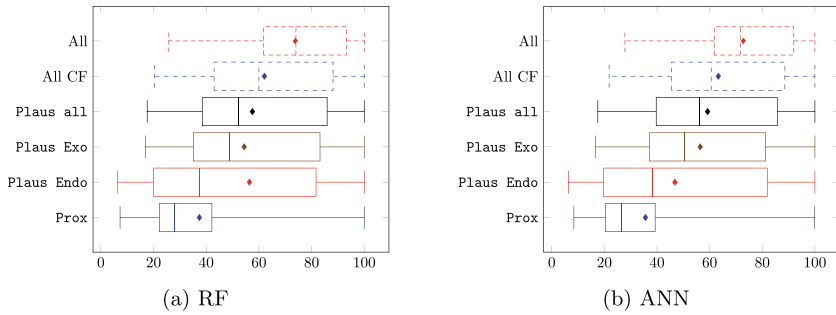 All
All CF
Plaus all
Plaus Exo
Plaus Endo
Prox
0 20 40 60 80 100
(a) RF
All
All CF
Plaus all
Plaus Exo
Plaus Endo
Prox
0 20 40 60 80 100
(b) ANN